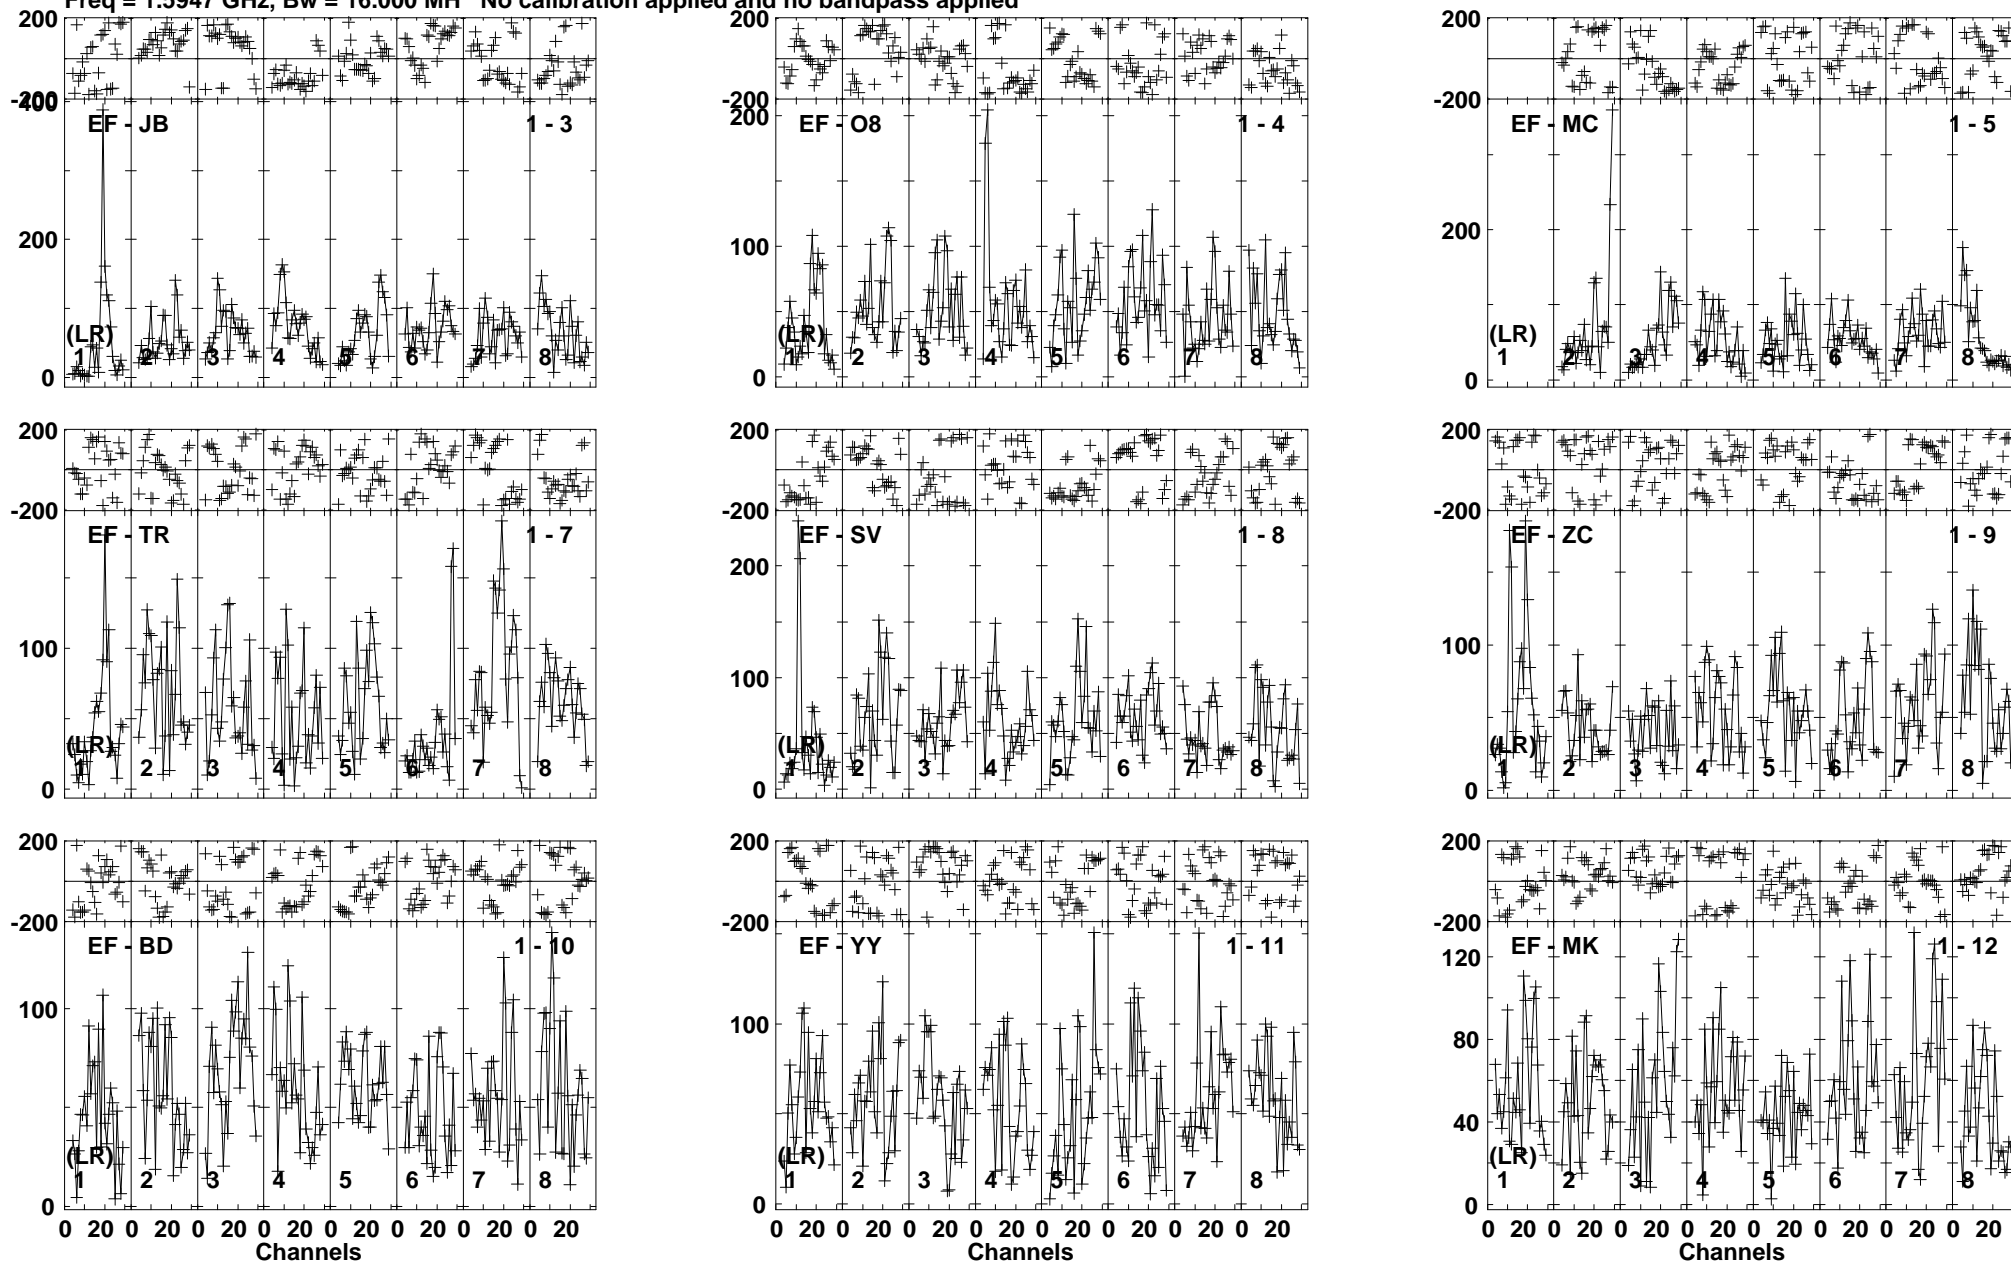 Freq = 1.5947 GHz, Bw = 16.000 MH No calibration applied and no bandpass applied
200 200 200
-200 -200 -200
400 EF - JB 1 - 3 200 EF - O8 1 - 4 EF - MC 1 - 5
200 100 200
(LR) (LR) (LR)
1 2 3 4 5 6 7 8 1 2 3 4 5 6 7 8 1 2 3 4 5 6 7 8
0 0 0
200 200 200
-200 -200 -200
EF - TR 1 - 7 EF - SV 1 - 8 EF - ZC 1 - 9
200
100 100 100
(LR) (LR) (LR)
1 2 3 4 5 6 7 8 1 2 3 4 5 6 7 8 1 2 3 4 5 6 7 8
0 0 0
200 200 200
-200 -200 -200
EF - BD 1 - 10 EF - YY 1 - 11 EF - MK 1 - 12
120
100 100
80
40
(LR) (LR) (LR)
1 2 3 4 5 6 7 8 1 2 3 4 5 6 7 8 1 2 3 4 5 6 7 8
0 0 0
0 20 0 20 0 20 0 20 0 20 0 20 0 20 0 20 0 20 0 20 0 20 0 20 0 20 0 20 0 20 0 20 0 20 0 20 0 20 0 20 0 20 0 20 0 20 0 20
Channels Channels Channels